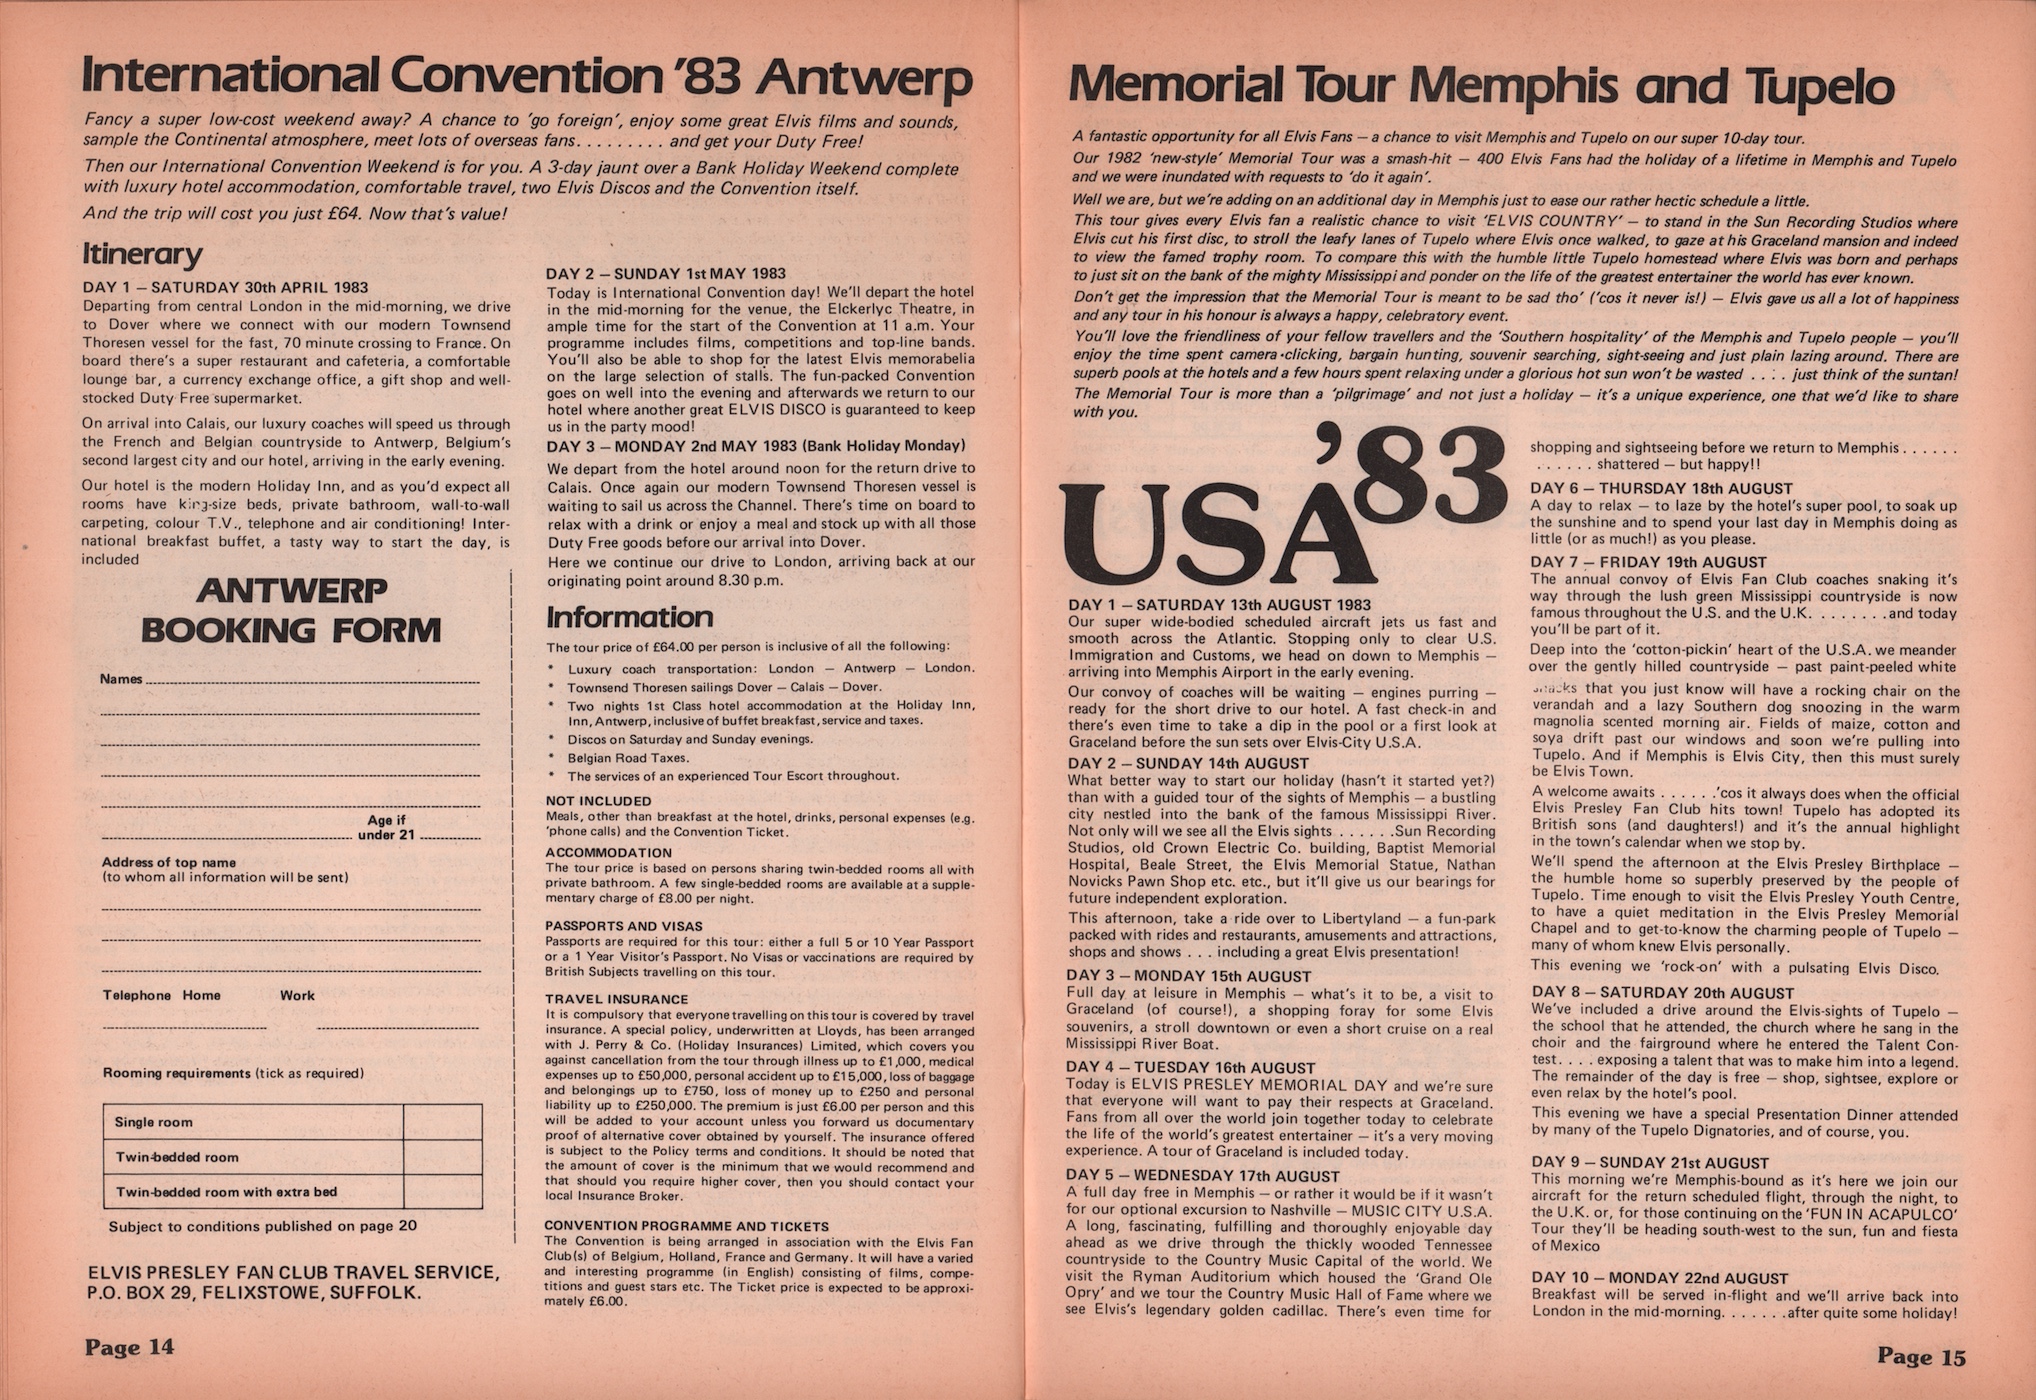 International Convention '83 Antwerp
Fancy a super low-cost weekend away? A chance to 'go foreign', enjoy some great Elvis films and sounds,
sample the Continental atmosphere, meet lots of overseas fans. . . . . . . . . and get your Duty Free!
Then our International Convention Weekend is for you. A 3-day jaunt over a Bank Holiday Weekend complete
with luxury hotel accommodation, comfortable travel, two Elvis Discos and the Convention itself.
And the trip will cost you just £64. Now that's value!
Itinerary
DAY 1 – SATURDAY 30th APRIL 1983
Departing from central London in the mid-morning, we drive
to Dover where we connect with our modern Townsend
Thoresen vessel for the fast, 70 minute crossing to France. On
board there's a super restaurant and cafeteria, a comfortable
lounge bar, a currency exchange office, a gift shop and well-
stocked Duty Free supermarket.
On arrival into Calais, our luxury coaches will speed us through
the French and Belgian countryside to Antwerp, Belgium's
second largest city and our hotel, arriving in the early evening.
Our hotel is the modern Holiday Inn, and as you'd expect all
rooms have king-size beds, private bathroom, wall-to-wall
carpeting, colour T.V., telephone and air conditioning! Inter-
national breakfast buffet, a tasty way to start the day, is
included
ANTWERP
BOOKING FORM
Names
Age if
under 21
Address of top name
(to whom all information will be sent)
Telephone Home Work
Rooming requirements (tick as required)
Single room
Twin-bedded room
Twin-bedded room with extra bed
Subject to conditions published on page 20
ELVIS PRESLEY FAN CLUB TRAVEL SERVICE,
P.O. BOX 29, FELIXSTOWE, SUFFOLK.
Page 14
DAY 2 – SUNDAY 1st MAY 1983
Today is International Convention day! We'll depart the hotel
in the mid-morning for the venue, the Elckerlyc Theatre, in
ample time for the start of the Convention at 11 a.m. Your
programme includes films, competitions and top-line bands.
You'll also be able to shop for the latest Elvis memorabelia
on the large selection of stalls. The fun-packed Convention
goes on well into the evening and afterwards we return to our
hotel where another great ELVIS DISCO is guaranteed to keep
us in the party mood!
DAY 3 – MONDAY 2nd MAY 1983 (Bank Holiday Monday)
We depart from the hotel around noon for the return drive to
Calais. Once again our modern Townsend Thoresen vessel is
waiting to sail us across the Channel. There's time on board to
relax with a drink or enjoy a meal and stock up with all those
Duty Free goods before our arrival into Dover.
Here we continue our drive to London, arriving back at our
originating point around 8.30 p.m.
Information
The tour price of £64.00 per person is inclusive of all the following:
* Luxury coach transportation: London – Antwerp – London.
* Townsend Thoresen sailings Dover – Calais – Dover.
* Two nights 1st Class hotel accommodation at the Holiday Inn,
Inn, Antwerp, inclusive of buffet breakfast, service and taxes.
* Discos on Saturday and Sunday evenings.
* Belgian Road Taxes.
* The services of an experienced Tour Escort throughout.
NOT INCLUDED
Meals, other than breakfast at the hotel, drinks, personal expenses (e.g.
'phone calls) and the Convention Ticket.
ACCOMMODATION
The tour price is based on persons sharing twin-bedded rooms all with
private bathroom. A few single-bedded rooms are available at a supple-
mentary charge of £8.00 per night.
PASSPORTS AND VISAS
Passports are required for this tour: either a full 5 or 10 Year Passport
or a 1 Year Visitor's Passport. No Visas or vaccinations are required by
British Subjects travelling on this tour.
TRAVEL INSURANCE
It is compulsory that everyone travelling on this tour is covered by travel
insurance. A special policy, underwritten at Lloyds, has been arranged
with J. Perry & Co. (Holiday Insurances) Limited, which covers you
against cancellation from the tour through illness up to £1,000, medical
expenses up to £50,000, personal accident up to £15,000, loss of baggage
and belongings up to £750, loss of money up to £250 and personal
liability up to £250,000. The premium is just £6.00 per person and this
will be added to your account unless you forward us documentary
proof of alternative cover obtained by yourself. The insurance offered
is subject to the Policy terms and conditions. It should be noted that
the amount of cover is the minimum that we would recommend and
that should you require higher cover, then you should contact your
local Insurance Broker.
CONVENTION PROGRAMME AND TICKETS
The Convention is being arranged in association with the Elvis Fan
Club(s) of Belgium, Holland, France and Germany. It will have a varied
and interesting programme (in English) consisting of films, compe-
titions and guest stars etc. The Ticket price is expected to be approxi-
mately £6.00.
Memorial Tour Memphis and Tupelo
A fantastic opportunity for all Elvis Fans – a chance to visit Memphis and Tupelo on our super 10-day tour.
Our 1982 'new-style' Memorial Tour was a smash-hit – 400 Elvis Fans had the holiday of a lifetime in Memphis and Tupelo
and we were inundated with requests to 'do it again'.
Well we are, but we're adding on an additional day in Memphis just to ease our rather hectic schedule a little.
This tour gives every Elvis fan a realistic chance to visit 'ELVIS COUNTRY' – to stand in the Sun Recording Studios where
Elvis cut his first disc, to stroll the leafy lanes of Tupelo where Elvis once walked, to gaze at his Graceland mansion and indeed
to view the famed trophy room. To compare this with the humble little Tupelo homestead where Elvis was born and perhaps
to just sit on the bank of the mighty Mississippi and ponder on the life of the greatest entertainer the world has ever known.
Don't get the impression that the Memorial Tour is meant to be sad tho' ('cos it never is!) – Elvis gave us all a lot of happiness
and any tour in his honour is always a happy, celebratory event.
You'll love the friendliness of your fellow travellers and the 'Southern hospitality' of the Memphis and Tupelo people – you'll
enjoy the time spent camera-clicking, bargain hunting, souvenir searching, sight-seeing and just plain lazing around. There are
superb pools at the hotels and a few hours spent relaxing under a glorious hot sun won't be wasted . . . . just think of the suntan!
The Memorial Tour is more than a 'pilgrimage' and not just a holiday – it's a unique experience, one that we'd like to share
with you.
USA '83
DAY 1 – SATURDAY 13th AUGUST 1983
Our super wide-bodied scheduled aircraft jets us fast and
smooth across the Atlantic. Stopping only to clear U.S.
Immigration and Customs, we head on down to Memphis –
arriving into Memphis Airport in the early evening.
Our convoy of coaches will be waiting – engines purring –
ready for the short drive to our hotel. A fast check-in and
there's even time to take a dip in the pool or a first look at
Graceland before the sun sets over Elvis-City U.S.A.
DAY 2 – SUNDAY 14th AUGUST
What better way to start our holiday (hasn't it started yet?)
than with a guided tour of the sights of Memphis – a bustling
city nestled into the bank of the famous Mississippi River.
Not only will we see all the Elvis sights . . . . . .Sun Recording
Studios, old Crown Electric Co. building, Baptist Memorial
Hospital, Beale Street, the Elvis Memorial Statue, Nathan
Novicks Pawn Shop etc. etc., but it'll give us our bearings for
future independent exploration.
This afternoon, take a ride over to Libertyland – a fun-park
packed with rides and restaurants, amusements and attractions,
shops and shows . . . including a great Elvis presentation!
DAY 3 – MONDAY 15th AUGUST
Full day at leisure in Memphis – what's it to be, a visit to
Graceland (of course!), a shopping foray for some Elvis
souvenirs, a stroll downtown or even a short cruise on a real
Mississippi River Boat.
DAY 4 – TUESDAY 16th AUGUST
Today is ELVIS PRESLEY MEMORIAL DAY and we're sure
that everyone will want to pay their respects at Graceland.
Fans from all over the world join together today to celebrate
the life of the world's greatest entertainer – it's a very moving
experience. A tour of Graceland is included today.
DAY 5 – WEDNESDAY 17th AUGUST
A full day free in Memphis – or rather it would be if it wasn't
for our optional excursion to Nashville – MUSIC CITY U.S.A.
A long, fascinating, fulfilling and thoroughly enjoyable day
ahead as we drive through the thickly wooded Tennessee
countryside to the Country Music Capital of the world. We
visit the Ryman Auditorium which housed the 'Grand Ole
Opry' and we tour the Country Music Hall of Fame where we
see Elvis's legendary golden cadillac. There's even time for
shopping and sightseeing before we return to Memphis . . . . . .
. . . . . . shattered – but happy!!
DAY 6 – THURSDAY 18th AUGUST
A day to relax – to laze by the hotel's super pool, to soak up
the sunshine and to spend your last day in Memphis doing as
little (or as much!) as you please.
DAY 7 – FRIDAY 19th AUGUST
The annual convoy of Elvis Fan Club coaches snaking it's
way through the lush green Mississippi countryside is now
famous throughout the U.S. and the U.K. . . . . . . .and today
you'll be part of it.
Deep into the 'cotton-pickin' heart of the U.S.A. we meander
over the gently hilled countryside – past paint-peeled white
shacks that you just know will have a rocking chair on the
verandah and a lazy Southern dog snoozing in the warm
magnolia scented morning air. Fields of maize, cotton and
soya drift past our windows and soon we're pulling into
Tupelo. And if Memphis is Elvis City, then this must surely
be Elvis Town.
A welcome awaits . . . . . .'cos it always does when the official
Elvis Presley Fan Club hits town! Tupelo has adopted its
British sons (and daughters!) and it's the annual highlight
in the town's calendar when we stop by.
We'll spend the afternoon at the Elvis Presley Birthplace –
the humble home so superbly preserved by the people of
Tupelo. Time enough to visit the Elvis Presley Youth Centre,
to have a quiet meditation in the Elvis Presley Memorial
Chapel and to get-to-know the charming people of Tupelo –
many of whom knew Elvis personally.
This evening we 'rock-on' with a pulsating Elvis Disco.
DAY 8 – SATURDAY 20th AUGUST
We've included a drive around the Elvis-sights of Tupelo –
the school that he attended, the church where he sang in the
choir and the fairground where he entered the Talent Con-
test. . . . exposing a talent that was to make him into a legend.
The remainder of the day is free – shop, sightsee, explore or
even relax by the hotel's pool.
This evening we have a special Presentation Dinner attended
by many of the Tupelo Dignatories, and of course, you.
DAY 9 – SUNDAY 21st AUGUST
This morning we're Memphis-bound as it's here we join our
aircraft for the return scheduled flight, through the night, to
the U.K. or, for those continuing on the 'FUN IN ACAPULCO'
Tour they'll be heading south-west to the sun, fun and fiesta
of Mexico
DAY 10 – MONDAY 22nd AUGUST
Breakfast will be served in-flight and we'll arrive back into
London in the mid-morning. . . . . . .after quite some holiday!
Page 15